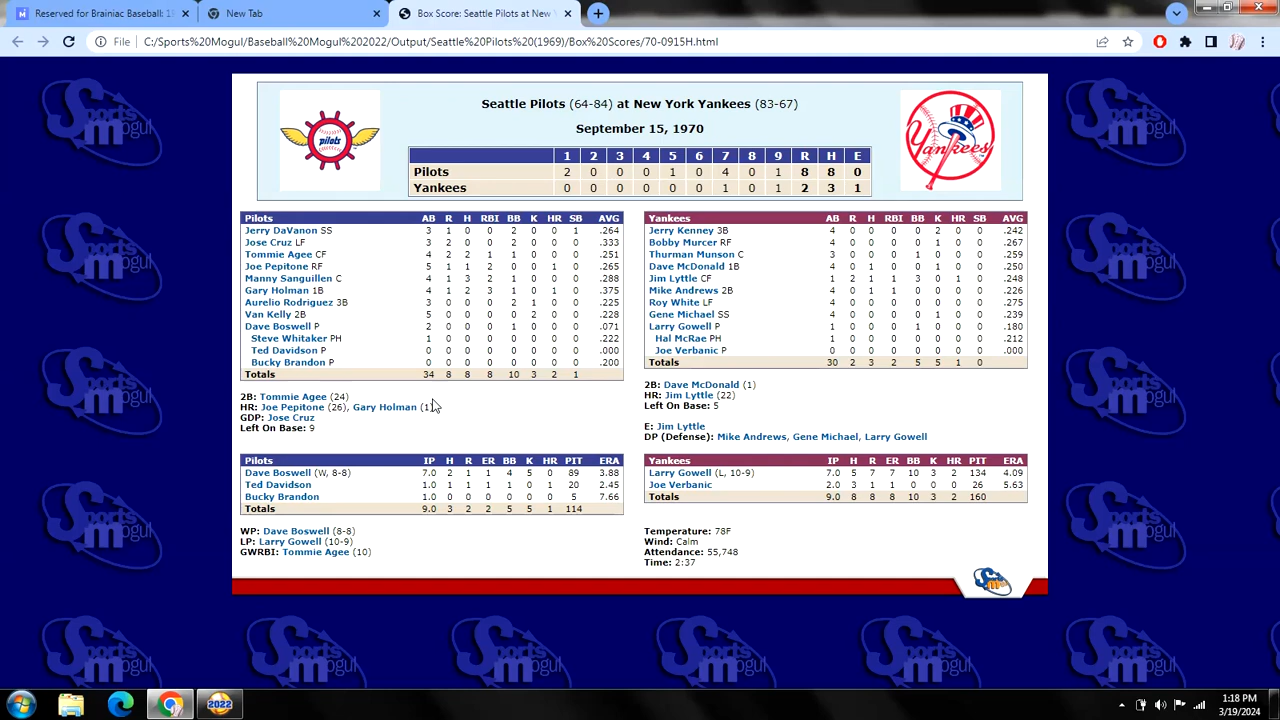 Reserved for Brainiac Baseball: 19
New Tab
Box Score: Seattle Pilots at New Y
File C:/Sports%20Mogul/Baseball%20Mogul%202022/Output/Seattle%20Pilots%20(1969)/Box%20Scores/70-0915H.html
Seattle Pilots (64-84) at New York Yankees (83-67)
September 15, 1970
1 2 3 4 5 6 7 8 9 R H E
Pilots 2 0 0 0 1 0 4 0 1 8 8 0
Yankees 0 0 0 0 0 0 1 0 1 2 3 1
pilots
Yankees
Pilots AB R H RBI BB K HR SB AVG
Jerry DaVanon SS 3 1 0 0 2 0 0 1 .264
Jose Cruz LF 3 2 0 0 2 0 0 0 .333
Tommie Agee CF 4 2 2 1 1 0 0 0 .251
Joe Pepitone RF 5 1 1 2 0 0 1 0 .265
Manny Sanguillen C 4 1 3 2 1 0 0 0 .288
Gary Holman 1B 4 1 2 3 1 0 1 0 .375
Aurelio Rodriguez 3B 3 0 0 0 2 1 0 0 .225
Van Kelly 2B 5 0 0 0 0 2 0 0 .228
Dave Boswell P 2 0 0 0 1 0 0 0 .071
Steve Whitaker PH 1 0 0 0 0 0 0 0 .222
Ted Davidson P 0 0 0 0 0 0 0 0 .000
Bucky Brandon P 0 0 0 0 0 0 0 0 .200
Totals 34 8 8 8 10 3 2 1
2B: Tommie Agee (24)
HR: Joe Pepitone (26), Gary Holman (1)
GDP: Jose Cruz
Left On Base: 9
Yankees AB R H RBI BB K HR SB AVG
Jerry Kenney 3B 4 0 0 0 0 2 0 0 .242
Bobby Murcer RF 4 0 0 0 0 1 0 0 .267
Thurman Munson C 3 0 0 0 1 0 0 0 .259
Dave McDonald 1B 4 0 1 0 0 1 0 0 .250
Jim Lyttle CF 1 2 1 1 3 0 1 0 .248
Mike Andrews 2B 4 0 1 1 0 0 0 0 .226
Roy White LF 4 0 0 0 0 0 0 0 .275
Gene Michael SS 4 0 0 0 0 1 0 0 .239
Larry Gowell P 1 0 0 0 1 0 0 0 .180
Hal McRae PH 1 0 0 0 0 0 0 0 .212
Joe Verbanic P 0 0 0 0 0 0 0 0 .000
Totals 30 2 3 2 5 5 1 0
2B: Dave McDonald (1)
HR: Jim Lyttle (22)
Left On Base: 5
E: Jim Lyttle
DP (Defense): Mike Andrews, Gene Michael, Larry Gowell
Pilots IP H R ER BB K HR PIT ERA
Dave Boswell (W, 8-8) 7.0 2 1 1 4 5 0 89 3.88
Ted Davidson 1.0 1 1 1 1 0 1 20 2.45
Bucky Brandon 1.0 0 0 0 0 0 0 5 7.66
Totals 9.0 3 2 2 5 5 1 114
Yankees IP H R ER BB K HR PIT ERA
Larry Gowell (L, 10-9) 7.0 5 7 7 10 3 2 134 4.09
Joe Verbanic 2.0 3 1 1 0 0 0 26 5.63
Totals 9.0 8 8 8 10 3 2 160
WP: Dave Boswell (8-8)
LP: Larry Gowell (10-9)
GWRBI: Tommie Agee (10)
Temperature: 78F
Wind: Calm
Attendance: 55,748
Time: 2:37
Sports Mogul
2022
1:18 PM
3/19/2024